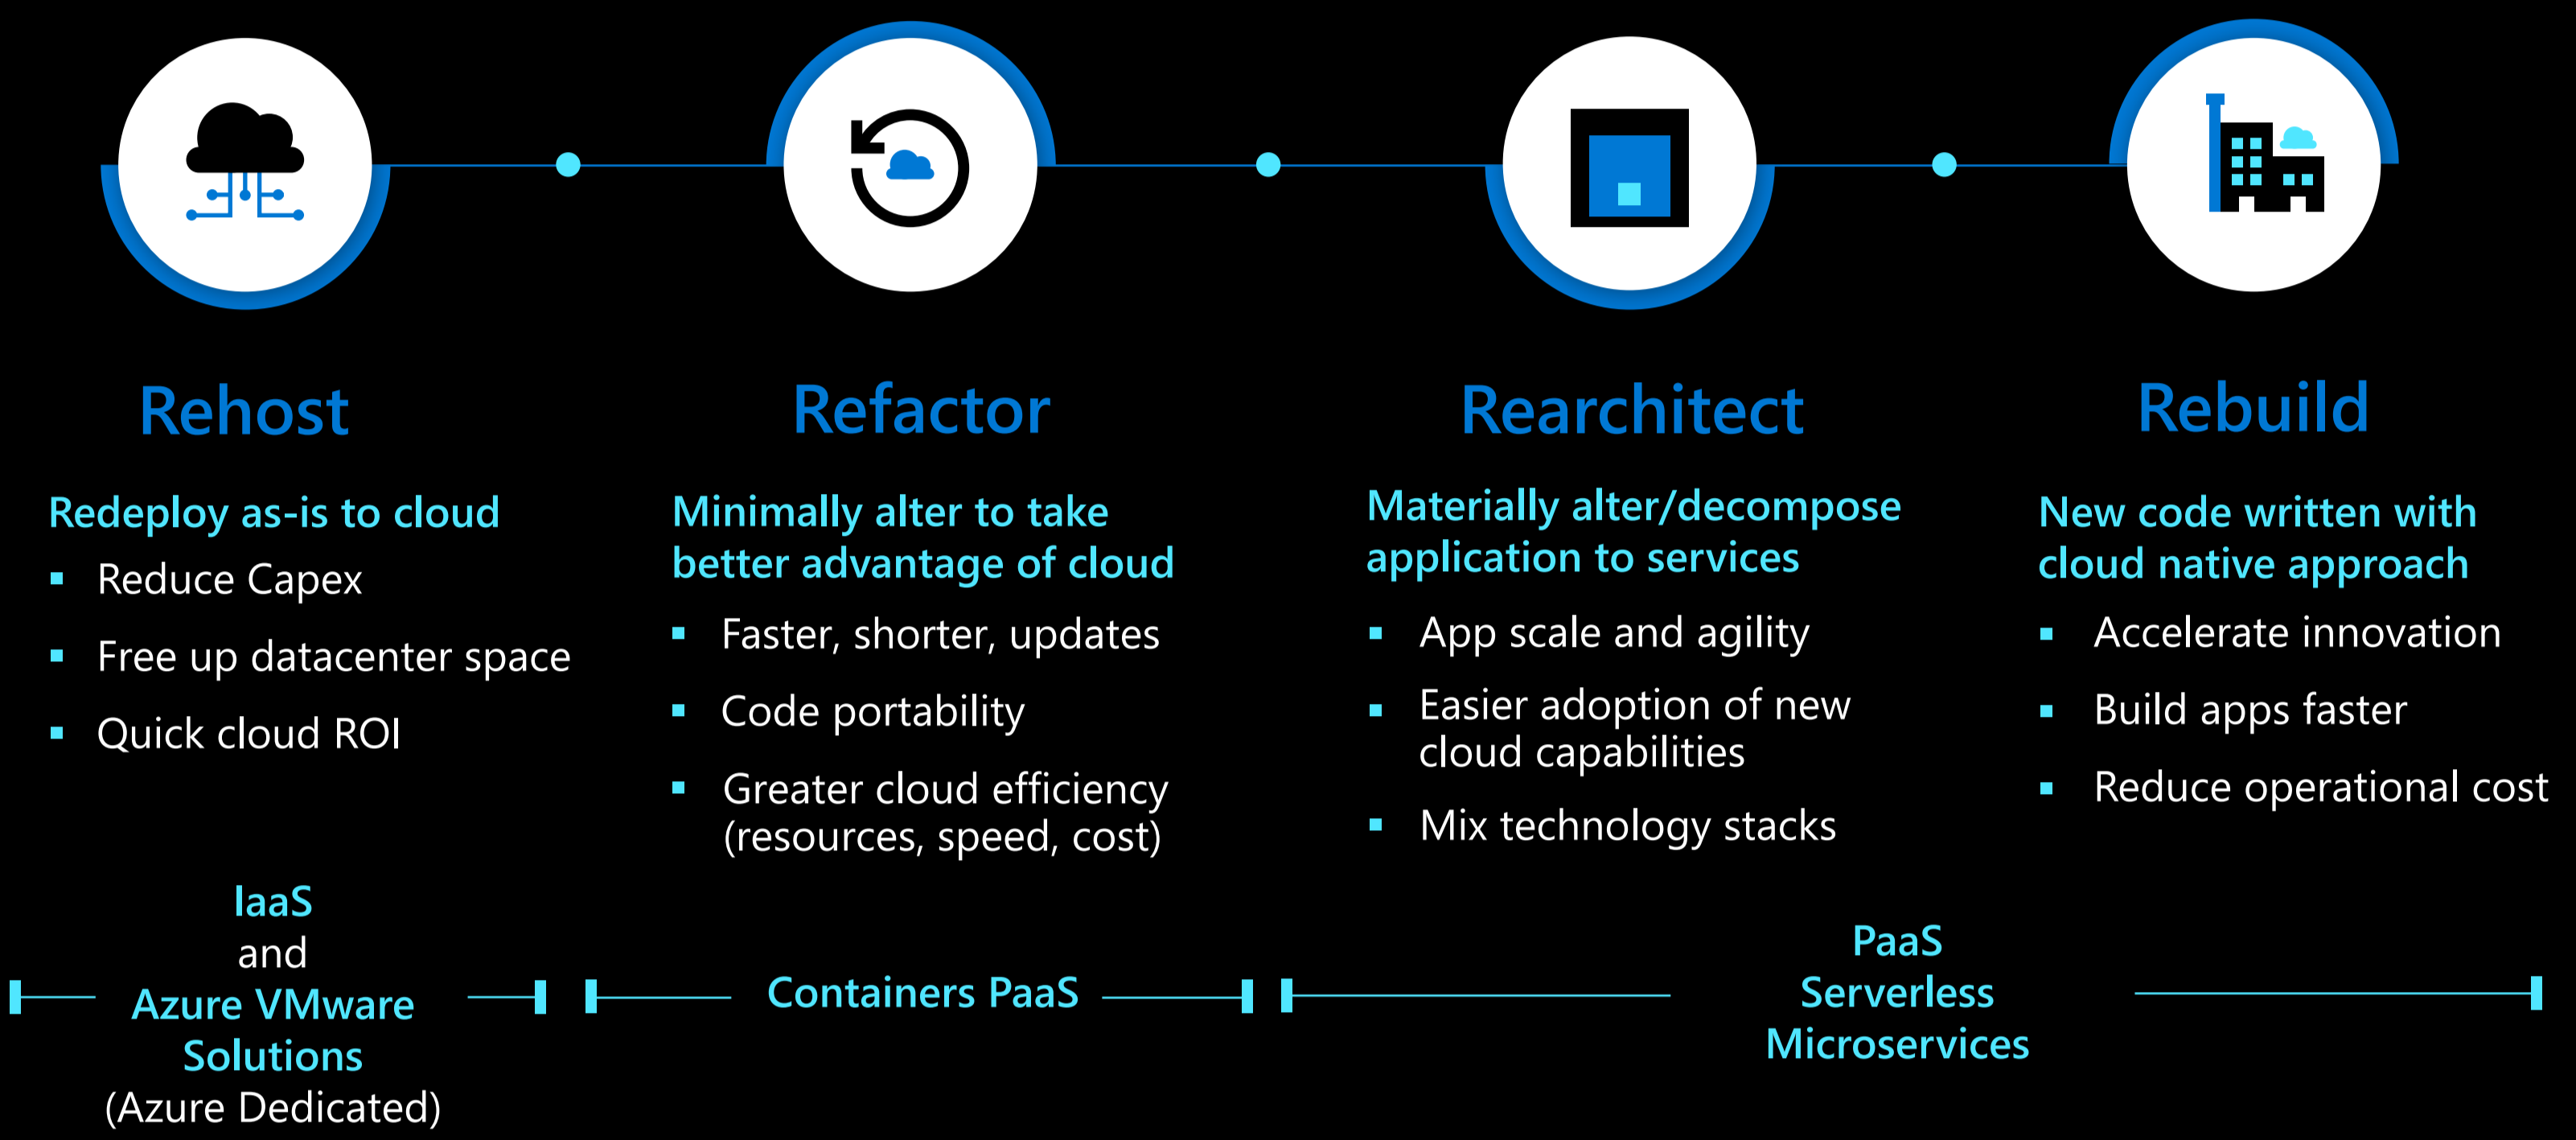 Rehost
Redeploy as-is to cloud
Reduce Capex
Free up datacenter space
Quick cloud ROI
IaaS
and
Azure VMware
Solutions
(Azure Dedicated)
Refactor
Minimally alter to take
better advantage of cloud
Faster, shorter, updates
Code portability
Greater cloud efficiency
(resources, speed, cost)
Containers PaaS
Rearchitect
Materially alter/decompose
application to services
App scale and agility
Easier adoption of new
cloud capabilities
Mix technology stacks
Rebuild
New code written with
cloud native approach
Accelerate innovation
Build apps faster
Reduce operational cost
PaaS
Serverless
Microservices